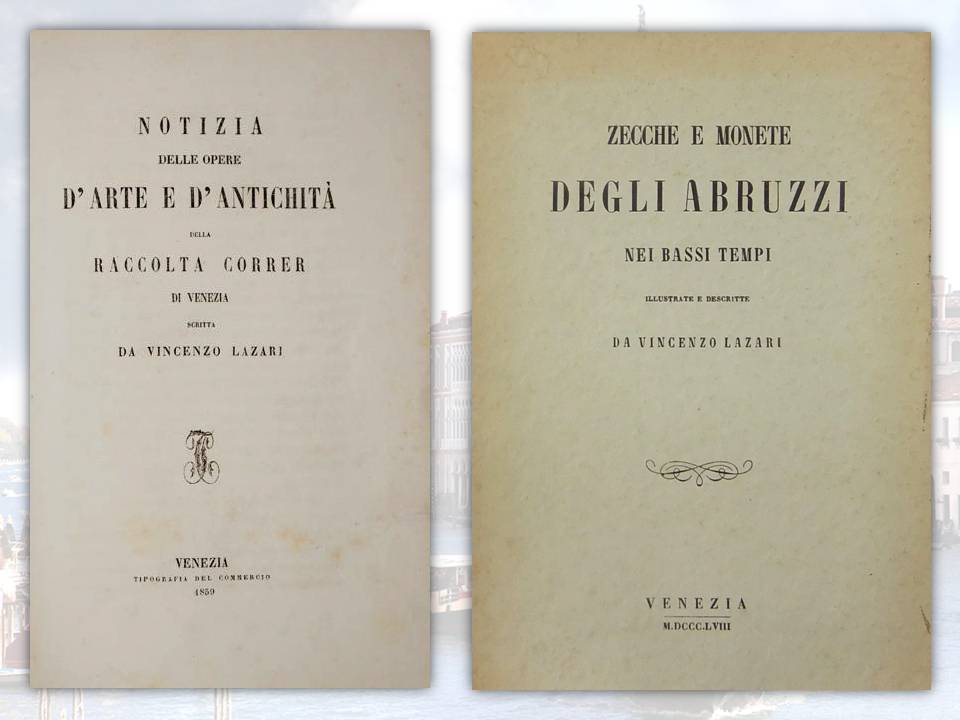 NOTIZIA
DELLE OPERE
D'ARTE E D'ANTICHITÀ
DELLA
RACCOLTA CORRER
DI VENEZIA
SCRITTA
DA VINCENZO LAZARI
VENEZIA
TIPOGRAFIA DEL COMMERCIO
1859
ZECCHE E MONETE
DEGLI ABRUZZI
NEI BASSI TEMPI
ILLUSTRATE E DESCRITTE
DA VINCENZO LAZARI
VENEZIA
M.DCCC.LVIII